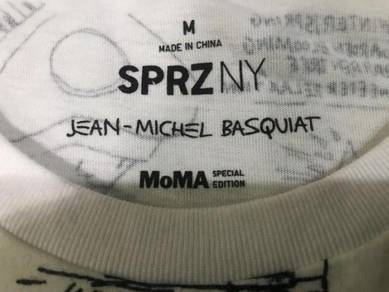 M
MADE IN CHINA
SPRZ NY
JEAN-MICHEL BASQUIAT
MoMA SPECIAL EDITION